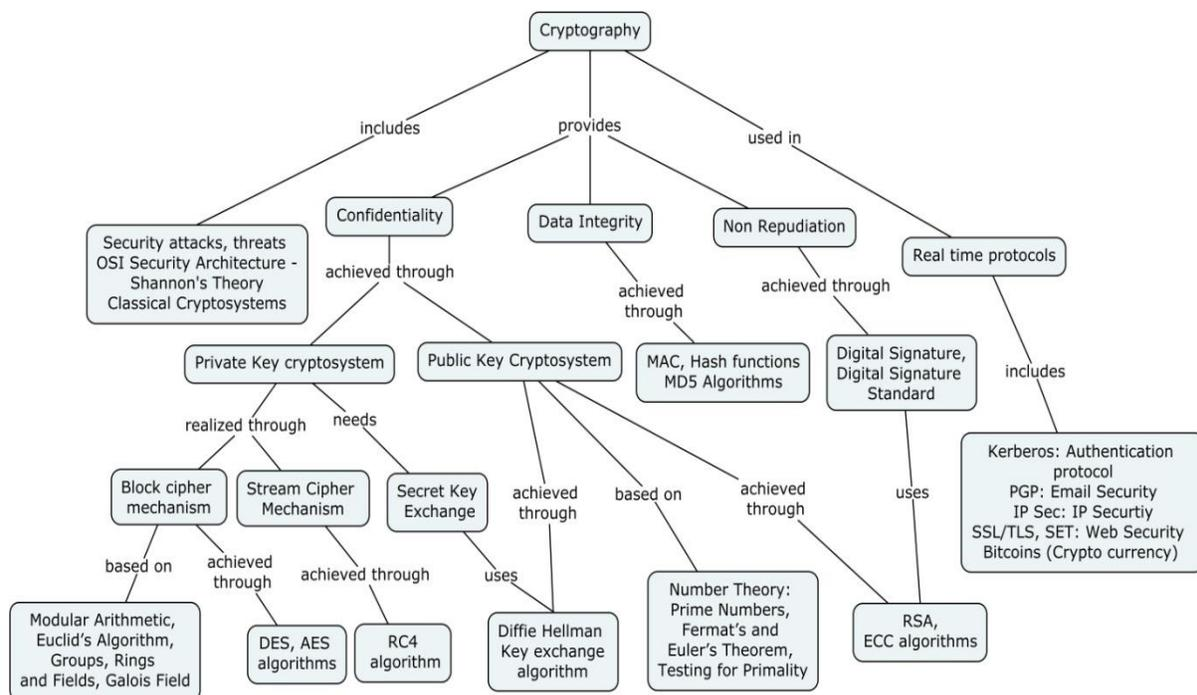 Cryptography
includes
provides
used in
Confidentiality
Data Integrity
Non Repudiation
Security attacks, threats
OSI Security Architecture -
Shannon's Theory
Classical Cryptosystems
Real time protocols
achieved through
achieved
through
achieved through
Private Key cryptosystem
Public Key Cryptosystem
MAC, Hash functions
MD5 Algorithms
Digital Signature,
Digital Signature
Standard
includes
realized through
needs
Block cipher
mechanism
Stream Cipher
Mechanism
Secret Key
Exchange
achieved
through
based on
achieved
through
uses
Kerberos: Authentication
protocol
PGP: Email Security
IP Sec: IP Securtiy
SSL/TLS, SET: Web Security
Bitcoins (Crypto currency)
based on
achieved
through
achieved through
uses
Modular Arithmetic,
Euclid’s Algorithm,
Groups, Rings
and Fields, Galois Field
DES, AES
algorithms
RC4
algorithm
Diffie Hellman
Key exchange
algorithm
Number Theory:
Prime Numbers,
Fermat’s and
Euler’s Theorem,
Testing for Primality
RSA,
ECC algorithms